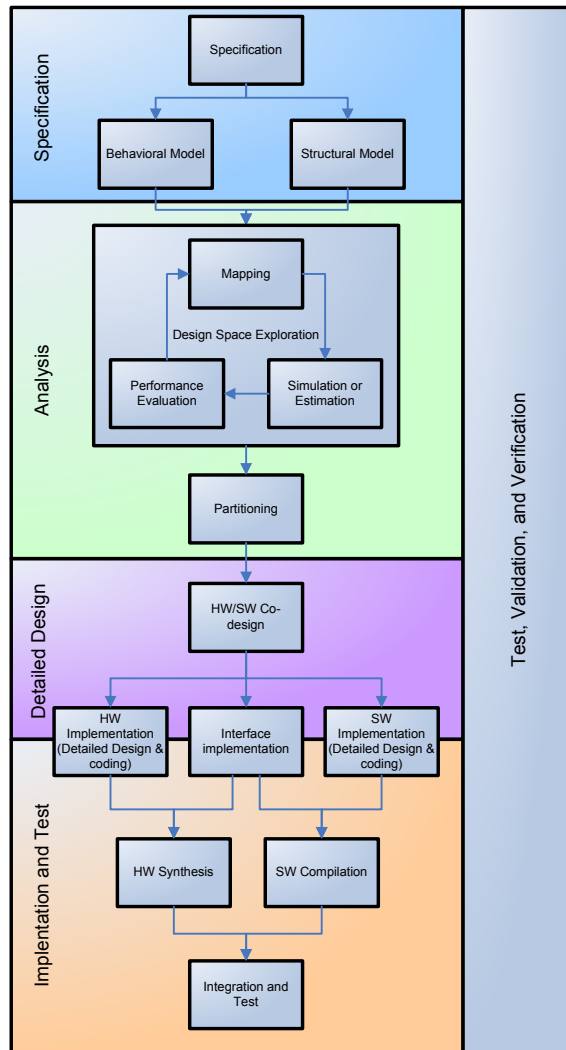 Specification
Specification
Behavioral Model
Structural Model
Analysis
Mapping
Design Space Exploration
Performance
Evaluation
Simulation or
Estimation
Partitioning
Detailed Design
HW/SW Co-
design
HW
Implementation
(Detailed Design &
coding)
Interface
implementation
SW
Implementation
(Detailed Design &
coding)
Implentation and Test
HW Synthesis
SW Compilation
Integration and
Test
Test, Validation, and Verification